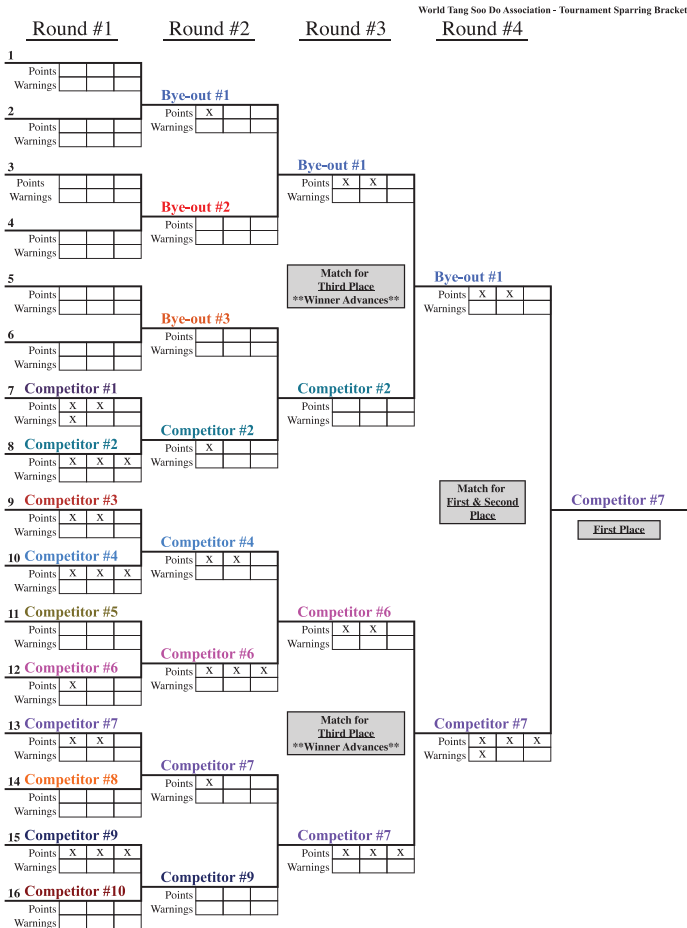 World Tang Soo Do Association - Tournament Sparring Bracket
Round #1 Round #2 Round #3 Round #4
1
Points
Warnings
Bye-out #1
Points X
Warnings
2
Points
Warnings
3
Points
Warnings
Bye-out #1
Points X X
Warnings
Bye-out #2
Points
Warnings
4
Points
Warnings
Match for
Third Place
**Winner Advances**
Bye-out #1
Points X X
Warnings
5
Points
Warnings
Bye-out #3
Points
Warnings
6
Points
Warnings
7 Competitor #1
Points X X
Warnings X
Competitor #2
Points
Warnings
Competitor #2
Points X
Warnings
8 Competitor #2
Points X X X
Warnings
Match for
First & Second
Place
Competitor #7
First Place
9 Competitor #3
Points X X
Warnings
Competitor #4
Points X X
Warnings
10 Competitor #4
Points X X X
Warnings
11 Competitor #5
Points
Warnings
Competitor #6
Points X X
Warnings
Competitor #6
Points X X X
Warnings
12 Competitor #6
Points X
Warnings
Match for
Third Place
**Winner Advances**
Competitor #7
Points X X X
Warnings X
13 Competitor #7
Points X X
Warnings
Competitor #7
Points X
Warnings
14 Competitor #8
Points
Warnings
15 Competitor #9
Points X X X
Warnings
Competitor #7
Points X X X
Warnings
Competitor #9
Points
Warnings
16 Competitor #10
Points
Warnings